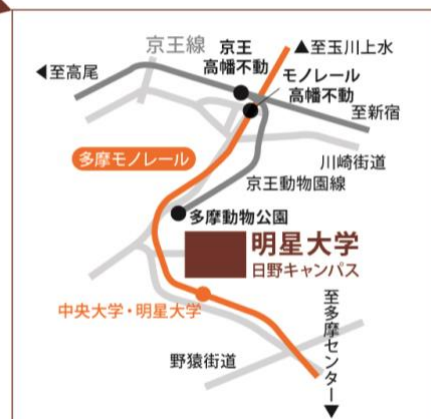 京王線
京王
高幡不動
▲至玉川上水
◀至高尾
モノレール
高幡不動
至新宿
川崎街道
多摩モノレール
京王動物園線
多摩動物公園
明星大学
日野キャンパス
中央大学・明星大学
野猿街道
至多摩センター▼